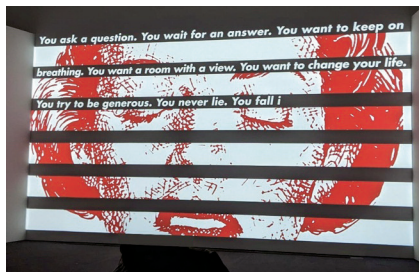 You ask a question. You wait for an answer. You want to keep on
breathing. You want a room with a view. You want to change your life.
You try to be generous. You never lie. You fall i